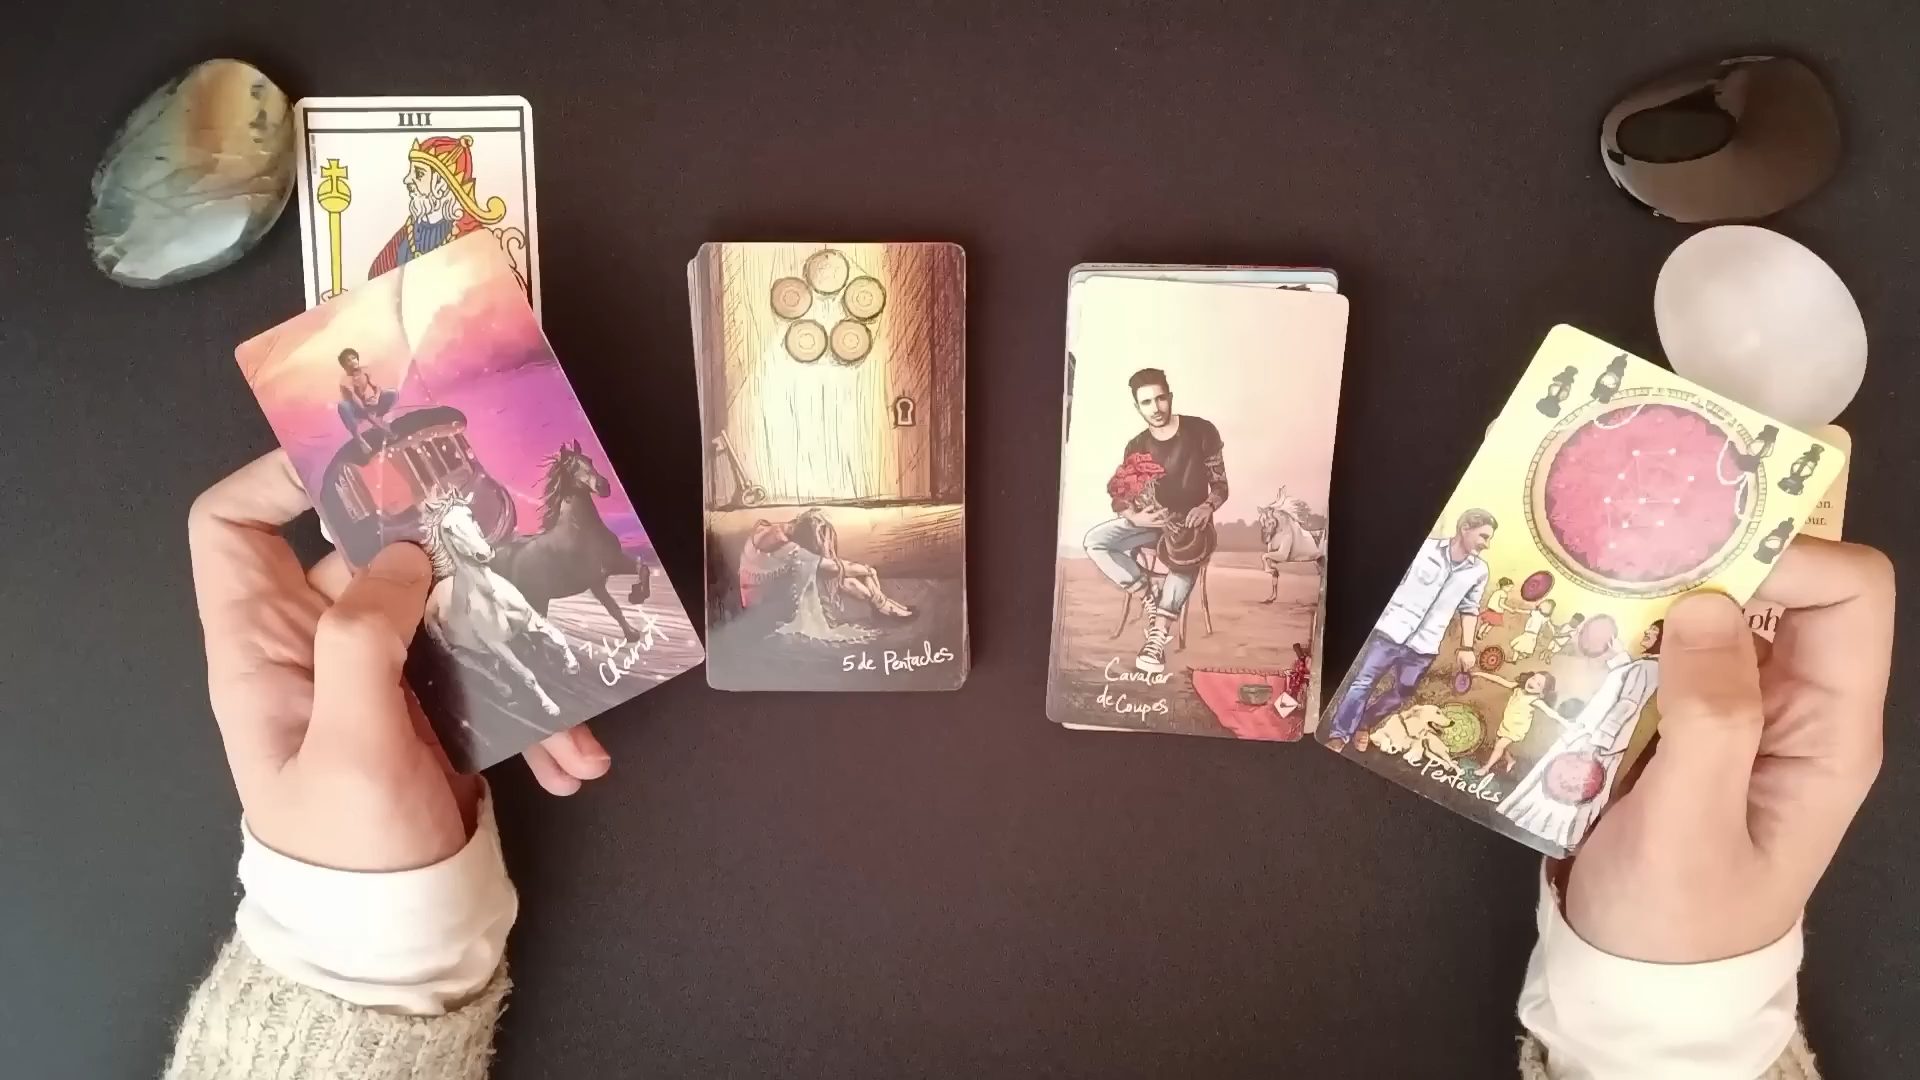 IIII
7. Le
Chariot
5 de Pentacles
Cavalier
de Coupes
de Pentacles